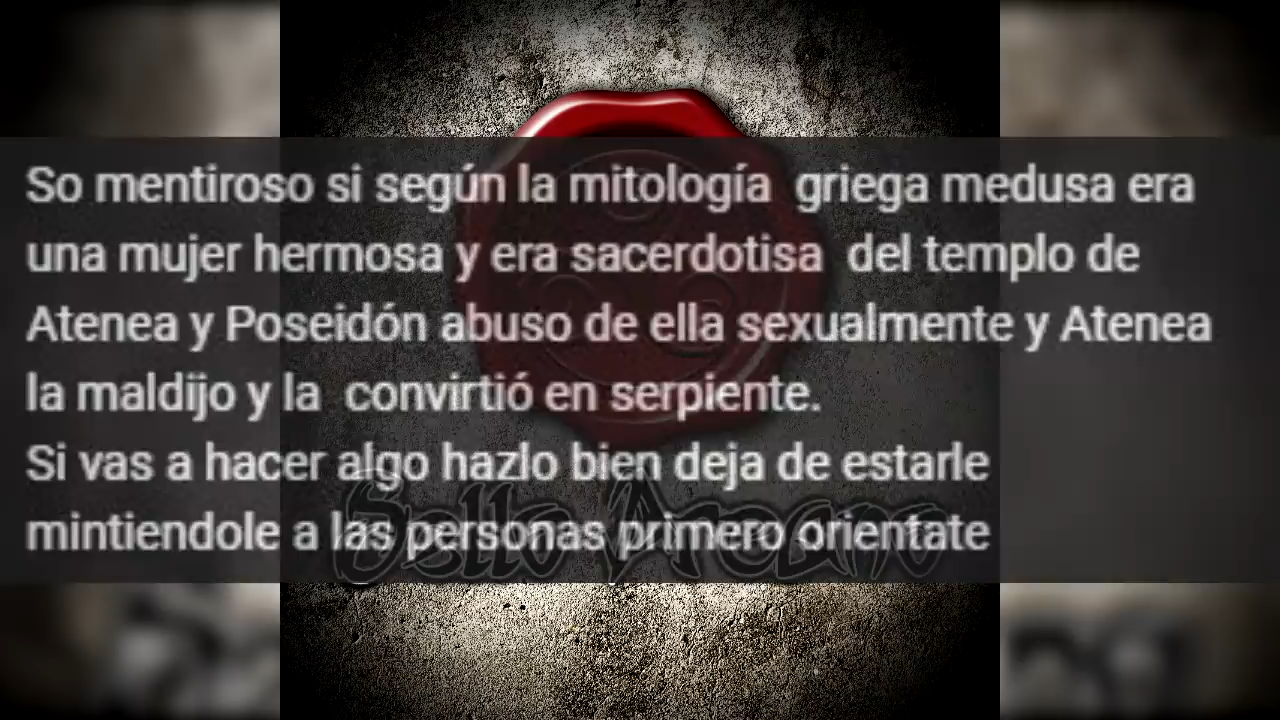 So mentiroso si según la mitología griega medusa era
una mujer hermosa y era sacerdotisa del templo de
Atenea y Poseidón abuso de ella sexualmente y Atenea
la maldijo y la convirtió en serpiente.
Si vas a hacer algo hazlo bien deja de estarle
mintiendole a las personas primero orientate
Sello Arcano